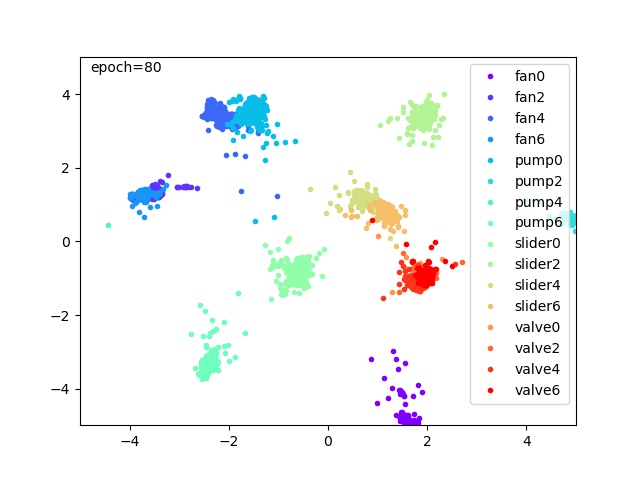 epoch=80
fan0
fan2
fan4
fan6
pump0
pump2
pump4
pump6
slider0
slider2
slider4
slider6
valve0
valve2
valve4
valve6
4
2
0
−2
−4
−4 −2 0 2 4